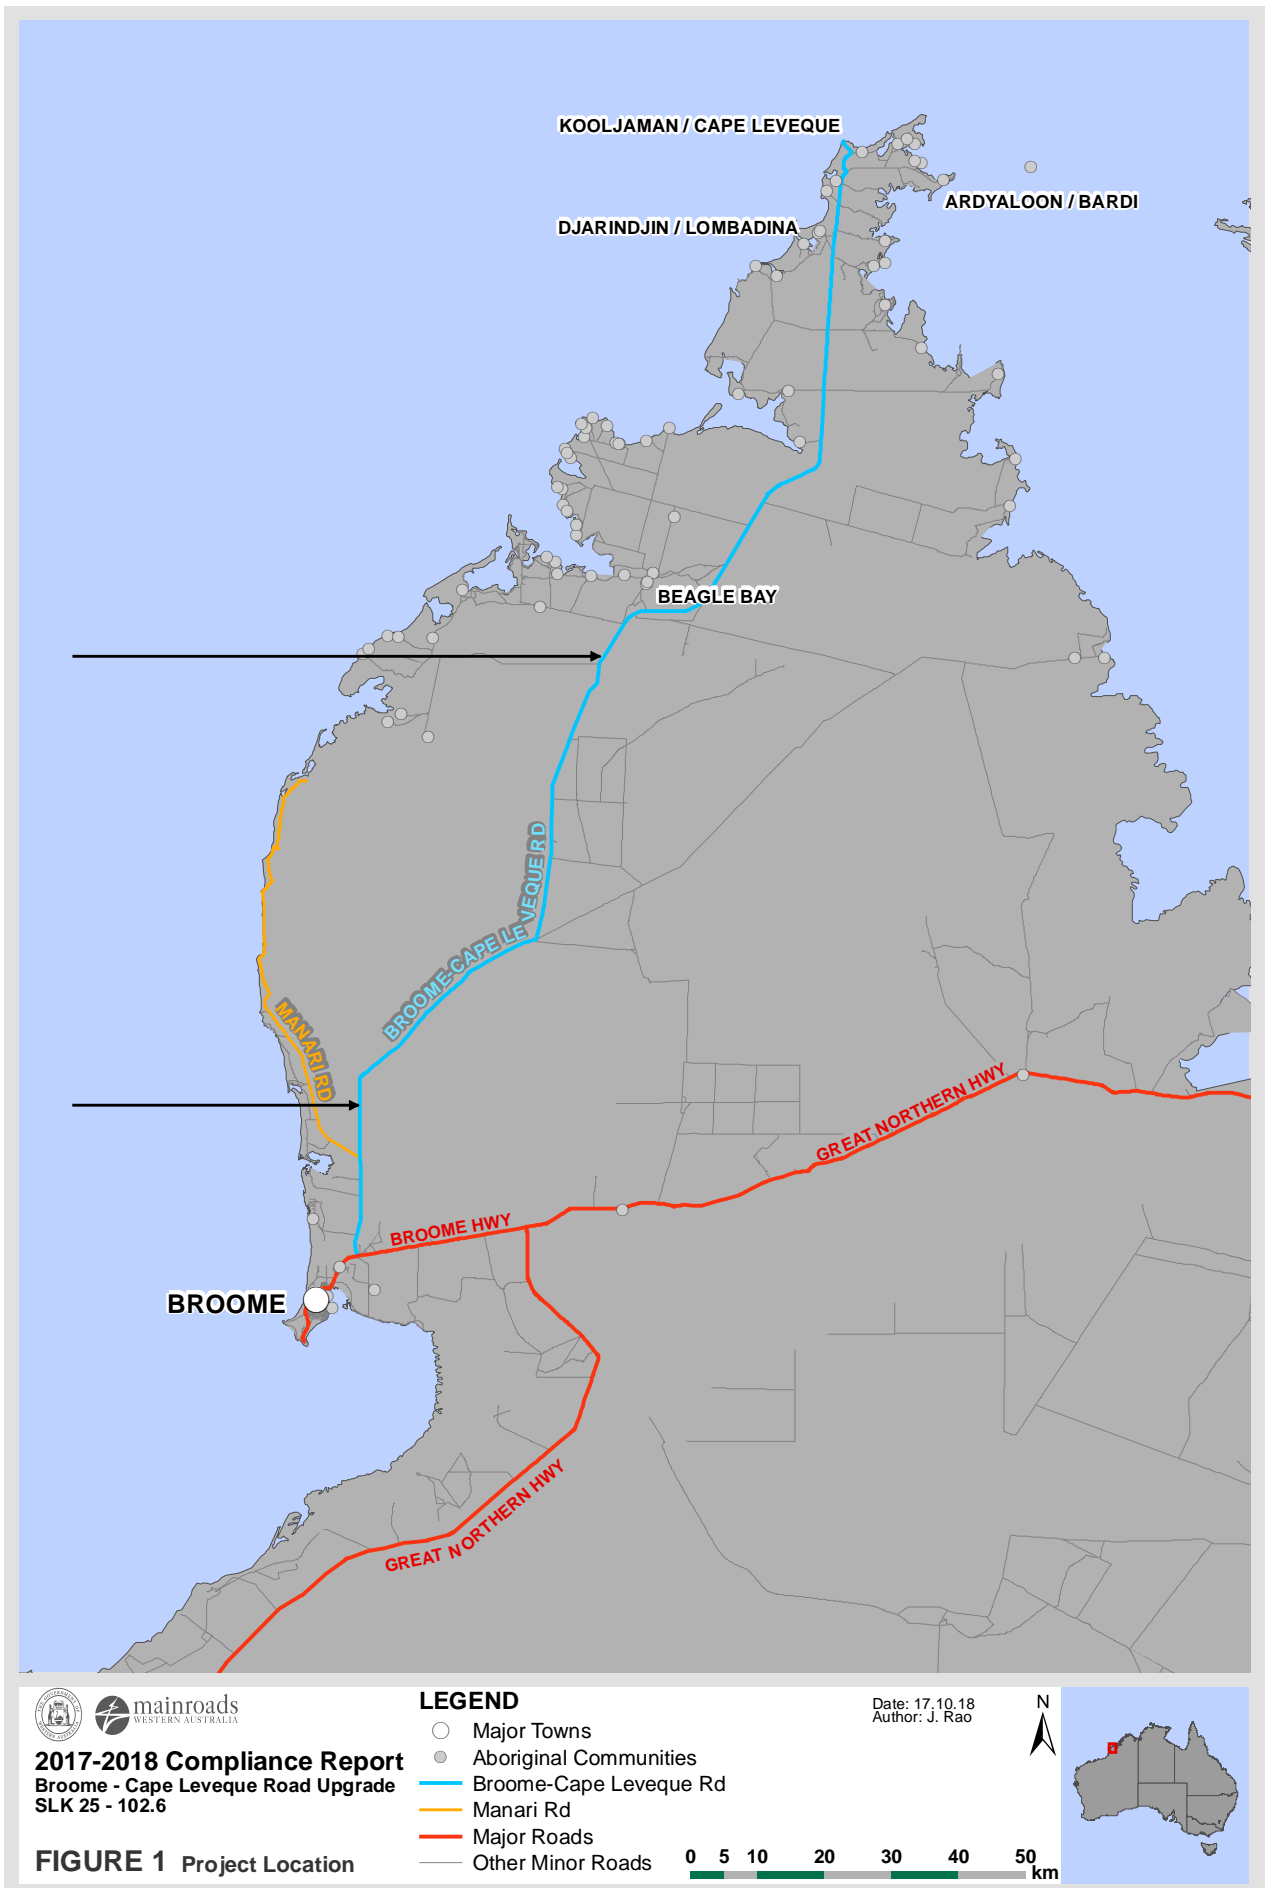 KOOLJAMAN / CAPE LEVEQUE
ARDYALOON / BARDI
DJARINDJIN / LOMBADINA
BEAGLE BAY
BROOME-CAPE LEVEQUE RD
MANARI RD
GREAT NORTHERN HWY
BROOME HWY
BROOME
GREAT NORTHERN HWY
mainroads
WESTERN AUSTRALIA
2017-2018 Compliance Report
Broome - Cape Leveque Road Upgrade
SLK 25 - 102.6
FIGURE 1 Project Location
LEGEND
Major Towns
Aboriginal Communities
Broome-Cape Leveque Rd
Manari Rd
Major Roads
Other Minor Roads
Date: 17.10.18
Author: J. Rao
N
0 5 10 20 30 40 50
km